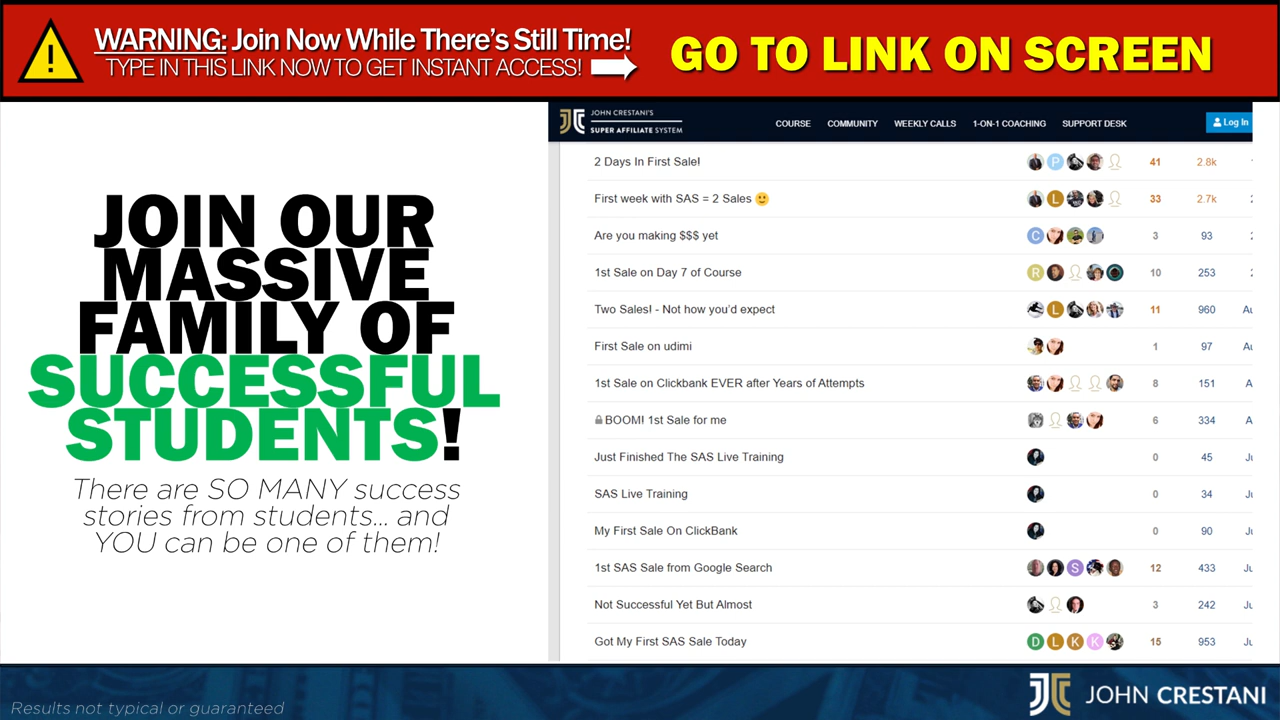 WARNING: Join Now While There's Still Time!
TYPE IN THIS LINK NOW TO GET INSTANT ACCESS!
GO TO LINK ON SCREEN
JOIN OUR
MASSIVE
FAMILY OF
SUCCESSFUL
STUDENTS!
There are SO MANY success
stories from students... and
YOU can be one of them!
JOHN CRESTANI'S
SUPER AFFILIATE SYSTEM
COURSE COMMUNITY WEEKLY CALLS 1-ON-1 COACHING SUPPORT DESK Log In
2 Days In First Sale! P 41 2.8k
First week with SAS = 2 Sales 🙂 L 33 2.7k
Are you making $$$ yet C 3 93
1st Sale on Day 7 of Course R 10 253
Two Sales! - Not how you'd expect L 11 960
First Sale on udimi 1 97
1st Sale on Clickbank EVER after Years of Attempts 8 151
BOOM! 1st Sale for me 6 334
Just Finished The SAS Live Training 0 45
SAS Live Training 0 34
My First Sale On ClickBank 0 90
1st SAS Sale from Google Search S 12 433
Not Successful Yet But Almost 3 242
Got My First SAS Sale Today D L K K 15 953
Results not typical or guaranteed
JOHN CRESTANI